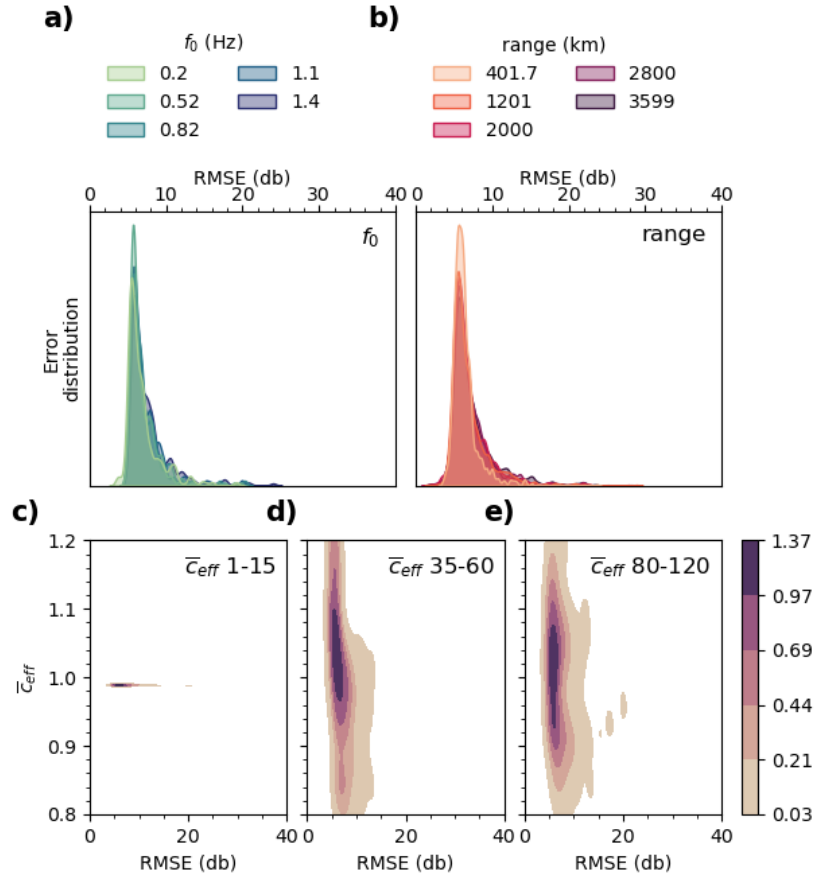 a)
f₀ (Hz)
0.2
0.52
0.82
1.1
1.4
b)
range (km)
401.7
1201
2000
2800
3599
RMSE (db)
0 10 20 30 40
RMSE (db)
0 10 20 30 40
f₀
range
Error
distribution
c)
d)
e)
c̅eff 1-15
c̅eff 35-60
c̅eff 80-120
c̅eff
1.2
1.1
1.0
0.9
0.8
0 20 40
RMSE (db)
0 20 40
RMSE (db)
0 20 40
RMSE (db)
1.37
0.97
0.69
0.44
0.21
0.03